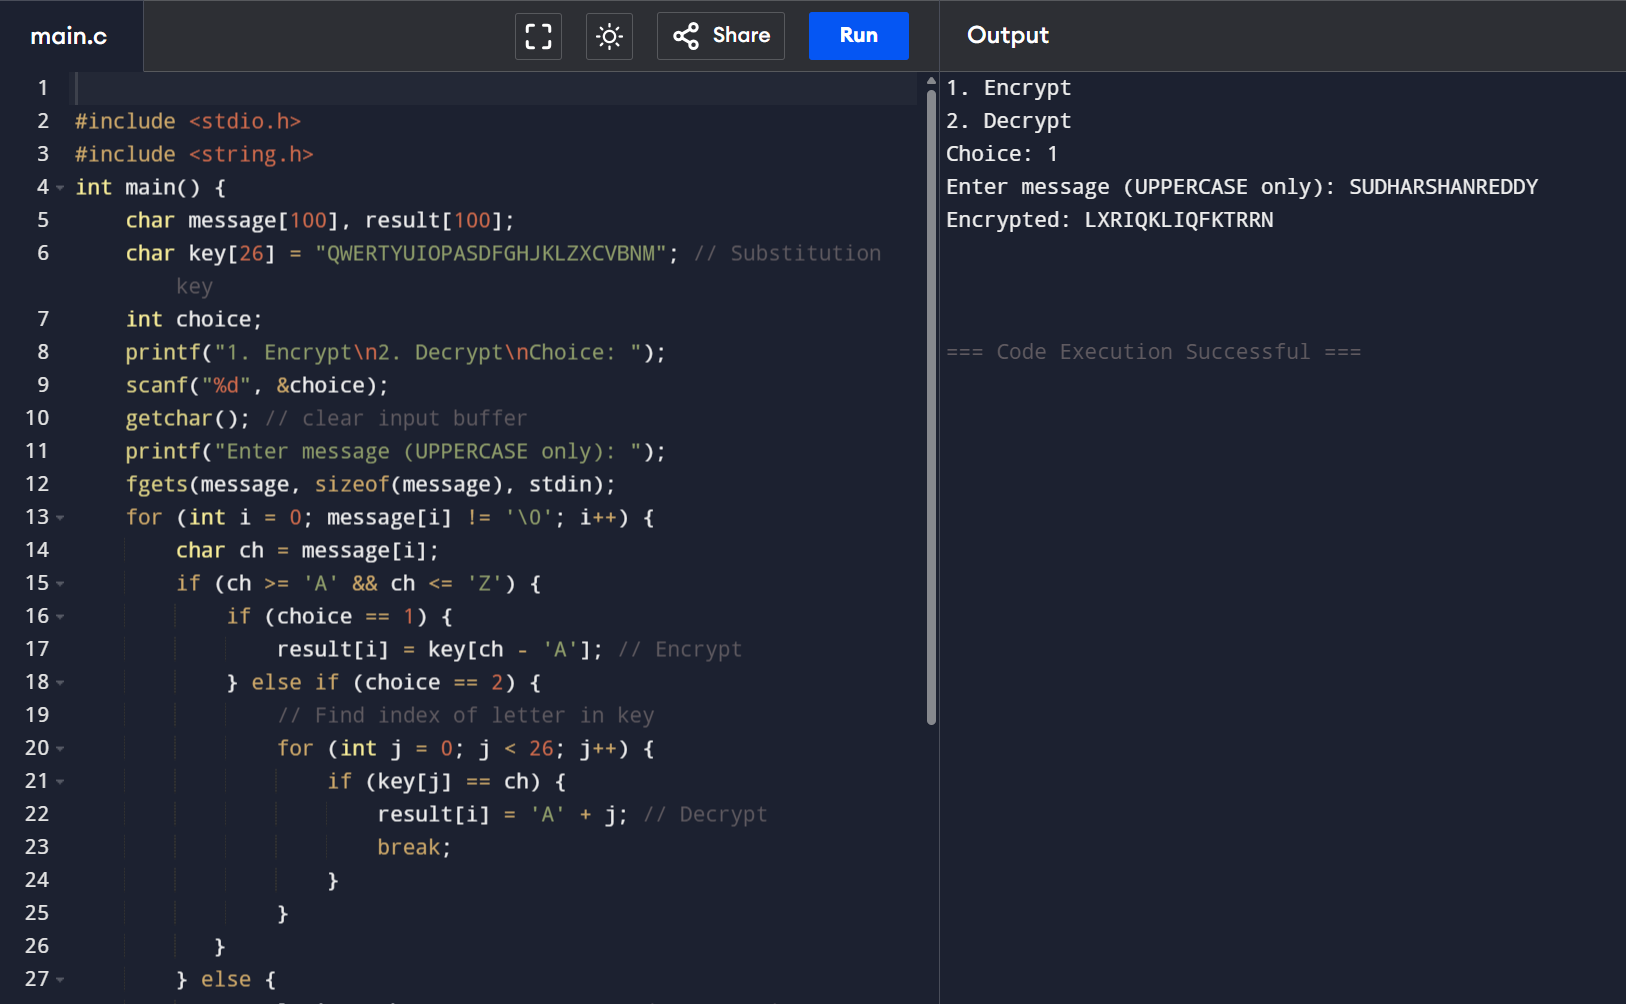 main.c
Share
Run
Output
1
2 #include <stdio.h>
3 #include <string.h>
4 int main() {
5     char message[100], result[100];
6     char key[26] = "QWERTYUIOPASDFGHJKLZXCVBNM"; // Substitution
        key
7     int choice;
8     printf("1. Encrypt\n2. Decrypt\nChoice: ");
9     scanf("%d", &choice);
10     getchar(); // clear input buffer
11     printf("Enter message (UPPERCASE only): ");
12     fgets(message, sizeof(message), stdin);
13     for (int i = 0; message[i] != '\0'; i++) {
14         char ch = message[i];
15         if (ch >= 'A' && ch <= 'Z') {
16             if (choice == 1) {
17                 result[i] = key[ch - 'A']; // Encrypt
18             } else if (choice == 2) {
19                 // Find index of letter in key
20                 for (int j = 0; j < 26; j++) {
21                     if (key[j] == ch) {
22                         result[i] = 'A' + j; // Decrypt
23                         break;
24                     }
25                 }
26            }
27         } else {
1. Encrypt
2. Decrypt
Choice: 1
Enter message (UPPERCASE only): SUDHARSHANREDDY
Encrypted: LXRIQKLIQFKTRRN
=== Code Execution Successful ===